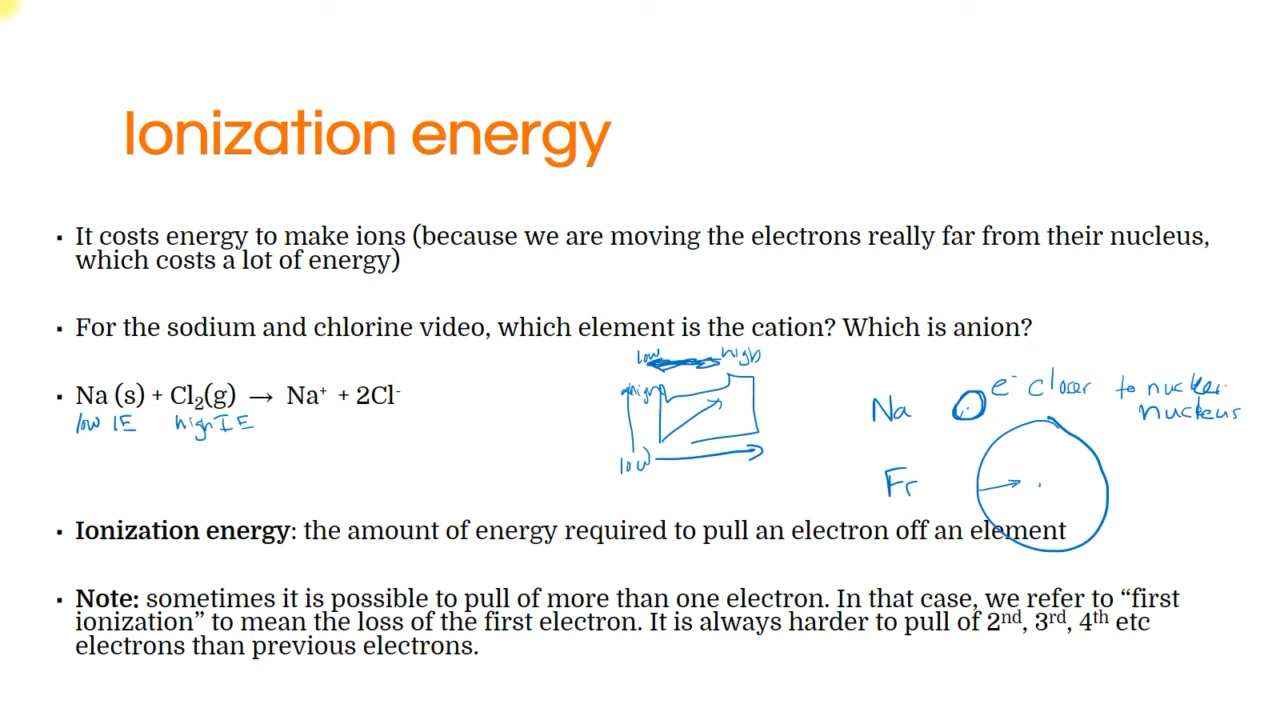 Ionization energy
▪ It costs energy to make ions (because we are moving the electrons really far from their nucleus,
which costs a lot of energy)
▪ For the sodium and chlorine video, which element is the cation? Which is anion?
low high
▪ Na (s) + Cl₂(g) → Na⁺ + 2Cl⁻
low IE high IE
high
low
Na e⁻ closer to
nucleus
Fr
▪ Ionization energy: the amount of energy required to pull an electron off an element
▪ Note: sometimes it is possible to pull of more than one electron. In that case, we refer to “first
ionization” to mean the loss of the first electron. It is always harder to pull of 2ⁿᵈ, 3ʳᵈ, 4ᵗʰ etc
electrons than previous electrons.